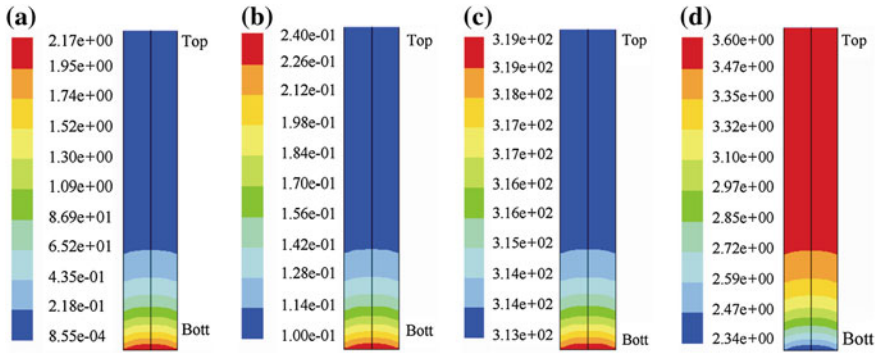 (a)
2.17e+00
1.95e+00
1.74e+00
1.52e+00
1.30e+00
1.09e+00
8.69e+01
6.52e+01
4.35e-01
2.18e-01
8.55e-04
Top
Bott
(b)
2.40e-01
2.26e-01
2.12e-01
1.98e-01
1.84e-01
1.70e-01
1.56e-01
1.42e-01
1.28e-01
1.14e-01
1.00e-01
Top
Bott
(c)
3.19e+02
3.19e+02
3.18e+02
3.17e+02
3.17e+02
3.16e+02
3.16e+02
3.15e+02
3.14e+02
3.14e+02
3.13e+02
Top
Bott
(d)
3.60e+00
3.47e+00
3.35e+00
3.32e+00
3.10e+00
2.97e+00
2.85e+00
2.72e+00
2.59e+00
2.47e+00
2.34e+00
Top
Bott